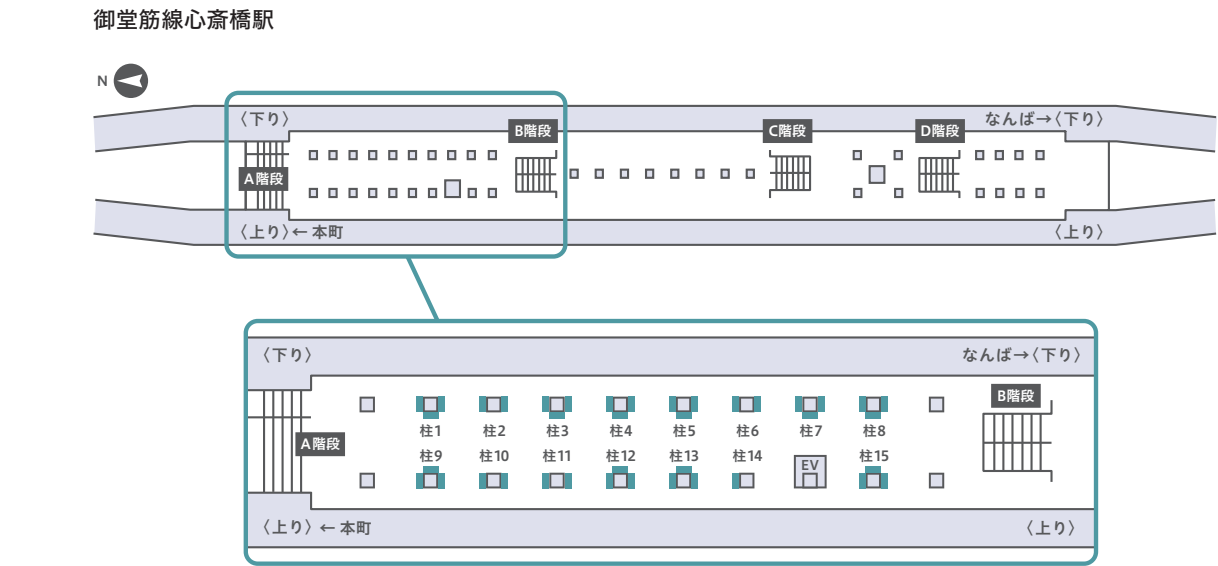 御堂筋線心斎橋駅
N
〈下り〉
なんば→〈下り〉
B階段
C階段
D階段
A階段
〈上り〉← 本町
〈上り〉
〈下り〉
なんば→〈下り〉
B階段
A階段
柱1 柱2 柱3 柱4 柱5 柱6 柱7 柱8
柱9 柱10 柱11 柱12 柱13 柱14 EV 柱15
〈上り〉← 本町
〈上り〉